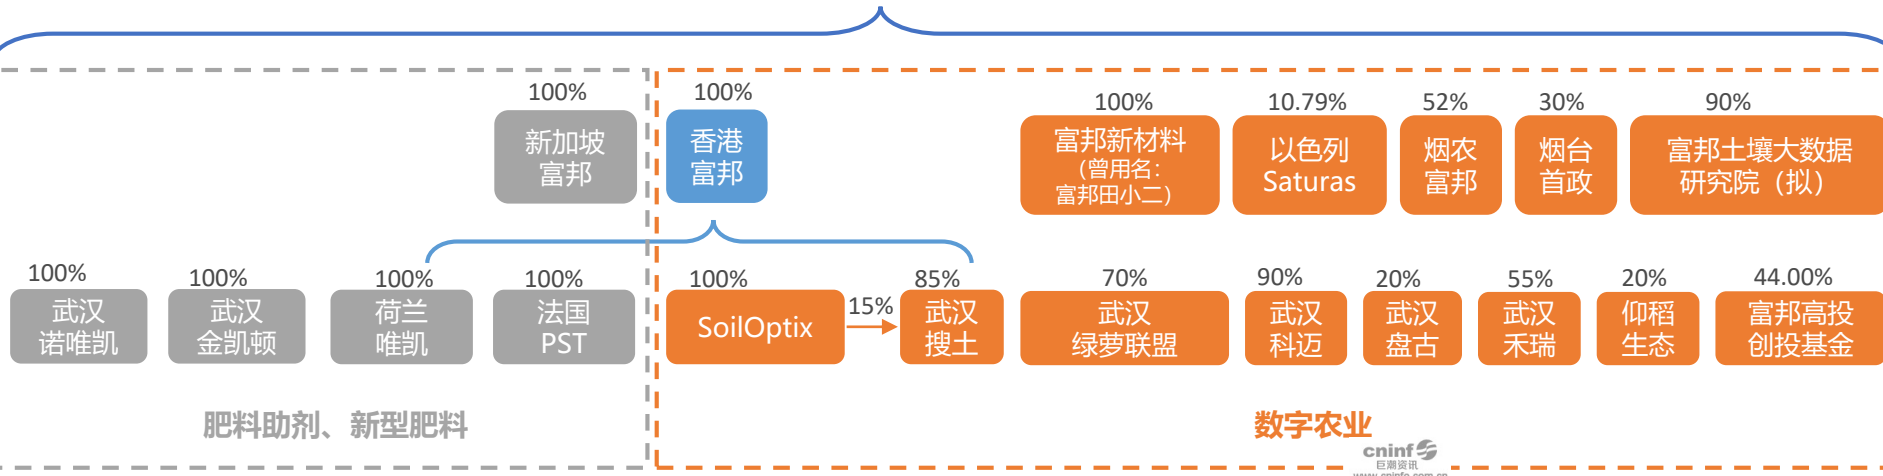 100%
100%
100%
10.79%
52%
30%
90%
新加坡
富邦
香港
富邦
富邦新材料
（曾用名：
富邦田小二）
以色列
Saturas
烟农
富邦
烟台
首政
富邦土壤大数据
研究院（拟）
100%
100%
100%
100%
100%
15%
85%
70%
90%
20%
55%
20%
44.00%
武汉
诺唯凯
武汉
金凯顿
荷兰
唯凯
法国
PST
SoilOptix
武汉
搜土
武汉
绿萝联盟
武汉
科迈
武汉
盘古
武汉
禾瑞
仰稻
生态
富邦高投
创投基金
肥料助剂、新型肥料
数字农业
cninf
巨潮资讯
www.cninfo.com.cn